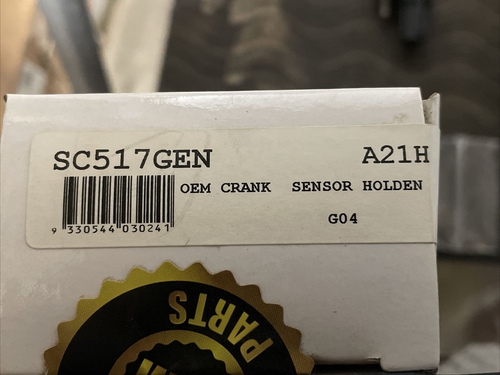 SC517GEN A21H
OEM CRANK SENSOR HOLDEN
9 330544 030241
G04
PARTS